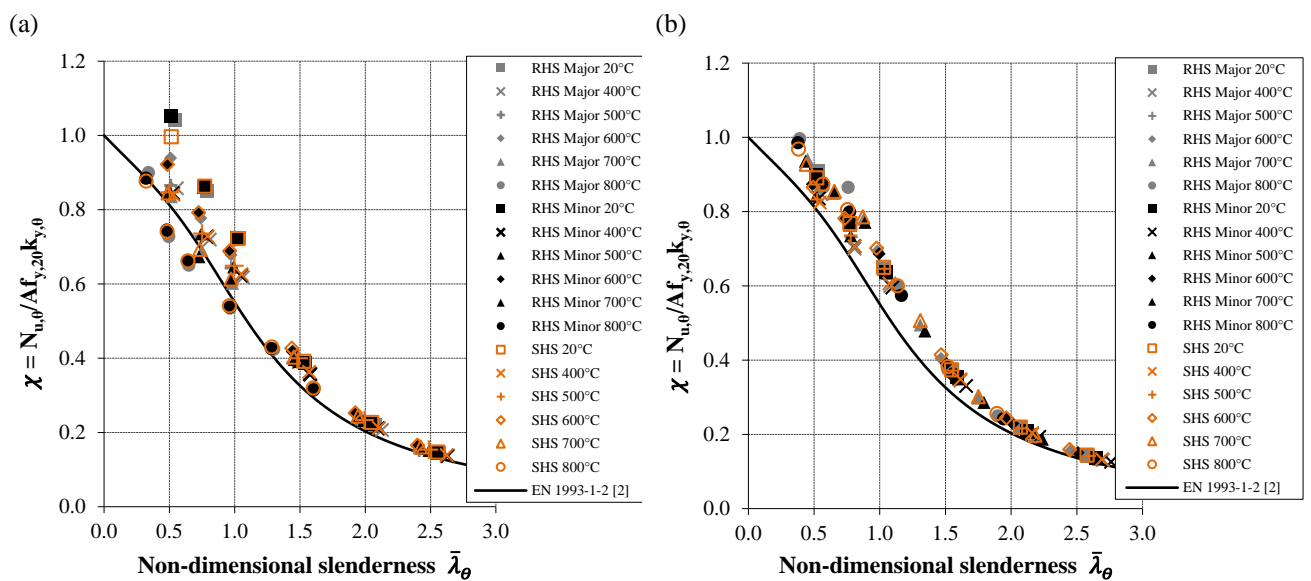 (a)
χ = N_{u,θ}/Af_{y,20}k_{y,θ}
1.2
1.0
0.8
0.6
0.4
0.2
0.0
0.0 0.5 1.0 1.5 2.0 2.5 3.0
Non-dimensional slenderness λ̄_θ
RHS Major 20°C
RHS Major 400°C
RHS Major 500°C
RHS Major 600°C
RHS Major 700°C
RHS Major 800°C
RHS Minor 20°C
RHS Minor 400°C
RHS Minor 500°C
RHS Minor 600°C
RHS Minor 700°C
RHS Minor 800°C
SHS 20°C
SHS 400°C
SHS 500°C
SHS 600°C
SHS 700°C
SHS 800°C
EN 1993-1-2 [2]
(b)
χ = N_{u,θ}/Af_{y,20}k_{y,θ}
1.2
1.0
0.8
0.6
0.4
0.2
0.0
0.0 0.5 1.0 1.5 2.0 2.5 3.0
Non-dimensional slenderness λ̄_θ
RHS Major 20°C
RHS Major 400°C
RHS Major 500°C
RHS Major 600°C
RHS Major 700°C
RHS Major 800°C
RHS Minor 20°C
RHS Minor 400°C
RHS Minor 500°C
RHS Minor 600°C
RHS Minor 700°C
RHS Minor 800°C
SHS 20°C
SHS 400°C
SHS 500°C
SHS 600°C
SHS 700°C
SHS 800°C
EN 1993-1-2 [2]